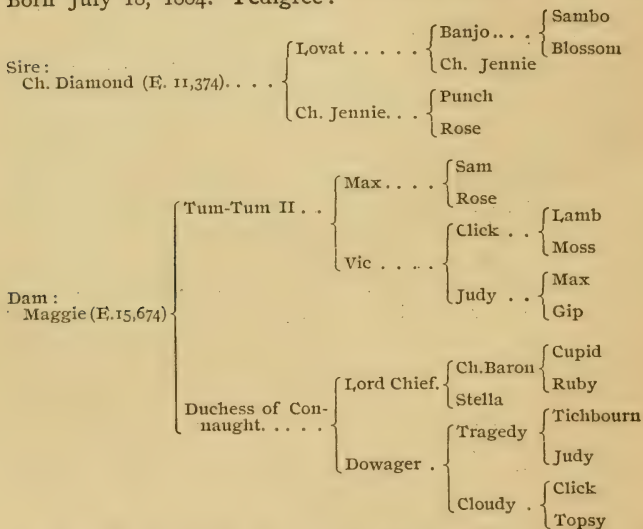 Born July 18, 1884. Pedigree:
Sambo
Lovat . . . . . Banjo. . . Blossom
Sire: Ch. Jennie
Ch. Diamond (E. 11,374). . . .
Ch. Jennie. . . Punch
Rose
Max . . . . Sam
Tum-Tum II . . Rose
Click . . Lamb
Vic . . . . . Moss
Judy . . Max
Dam: Gip
Maggie (E.15,674)
Lord Chief. Ch. Baron Cupid
Ruby
Duchess of Con- Stella
naught. . . . . Tragedy Tichbourn
Judy
Dowager .
Cloudy . Click
Topsy